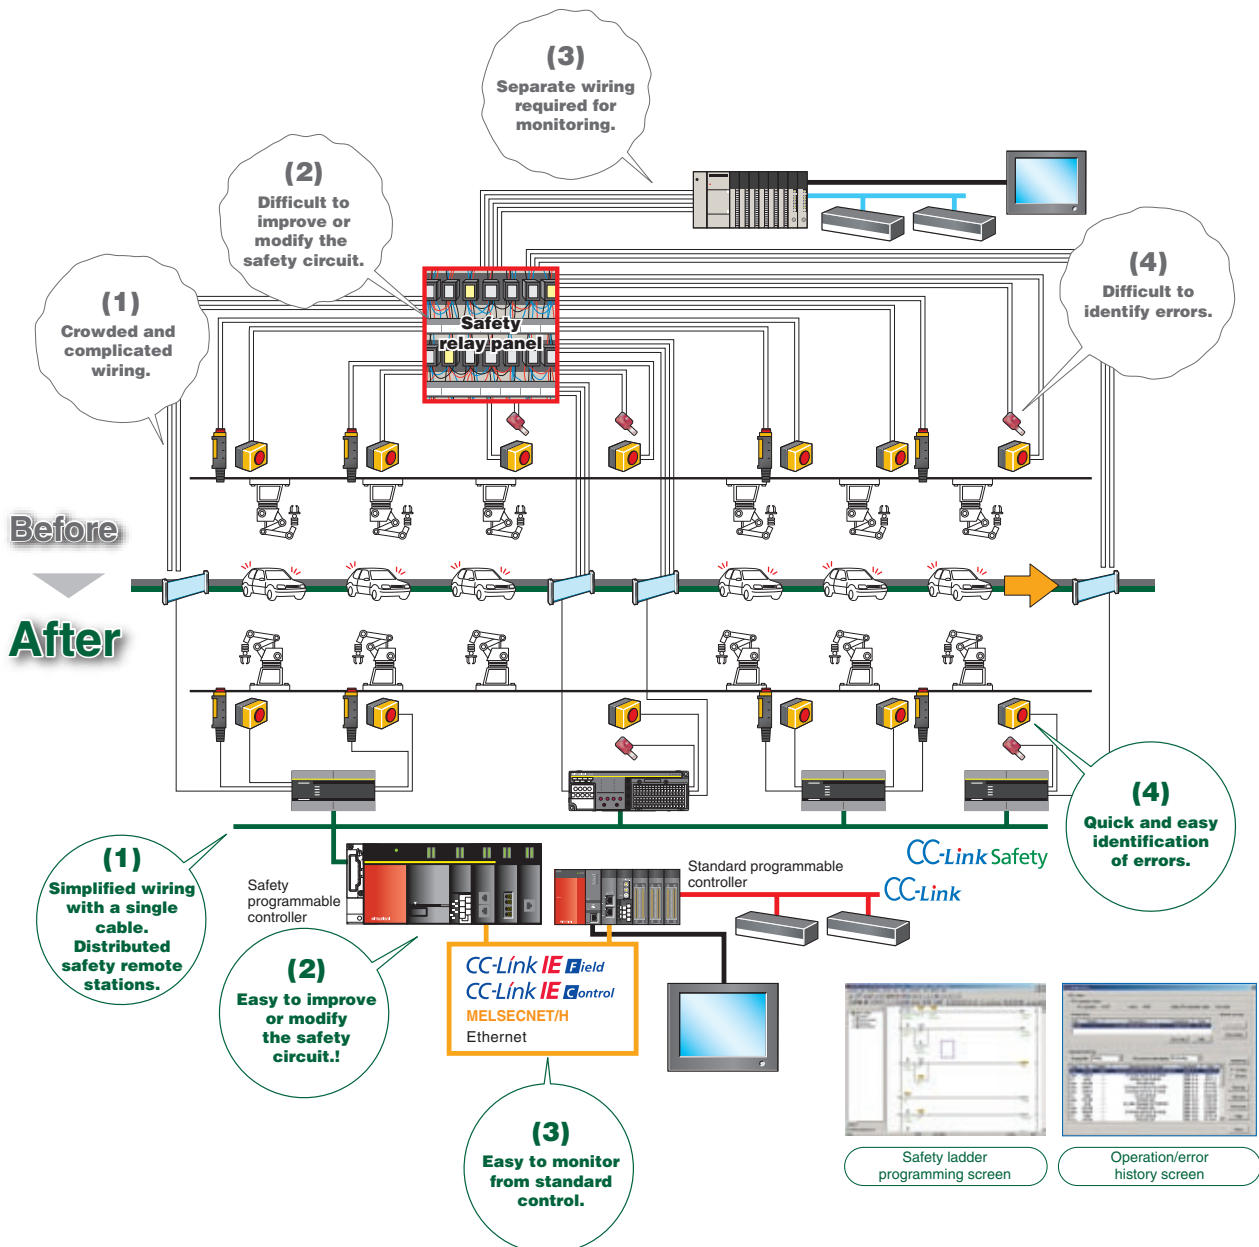 (3)
Separate wiring
required for
monitoring.
(2)
Difficult to
improve or
modify the
safety circuit.
(4)
Difficult to
identify errors.
(1)
Crowded and
complicated
wiring.
Safety
relay panel
Before
After
(1)
Simplified wiring
with a single
cable.
Distributed
safety remote
stations.
Safety
programmable
controller
Standard programmable
controller
CC-Link Safety
CC-Link
(4)
Quick and easy
identification
of errors.
(2)
Easy to improve
or modify
the safety
circuit.!
CC-Link IE Field
CC-Link IE Control
MELSECNET/H
Ethernet
(3)
Easy to monitor
from standard
control.
Safety ladder
programming screen
Operation/error
history screen